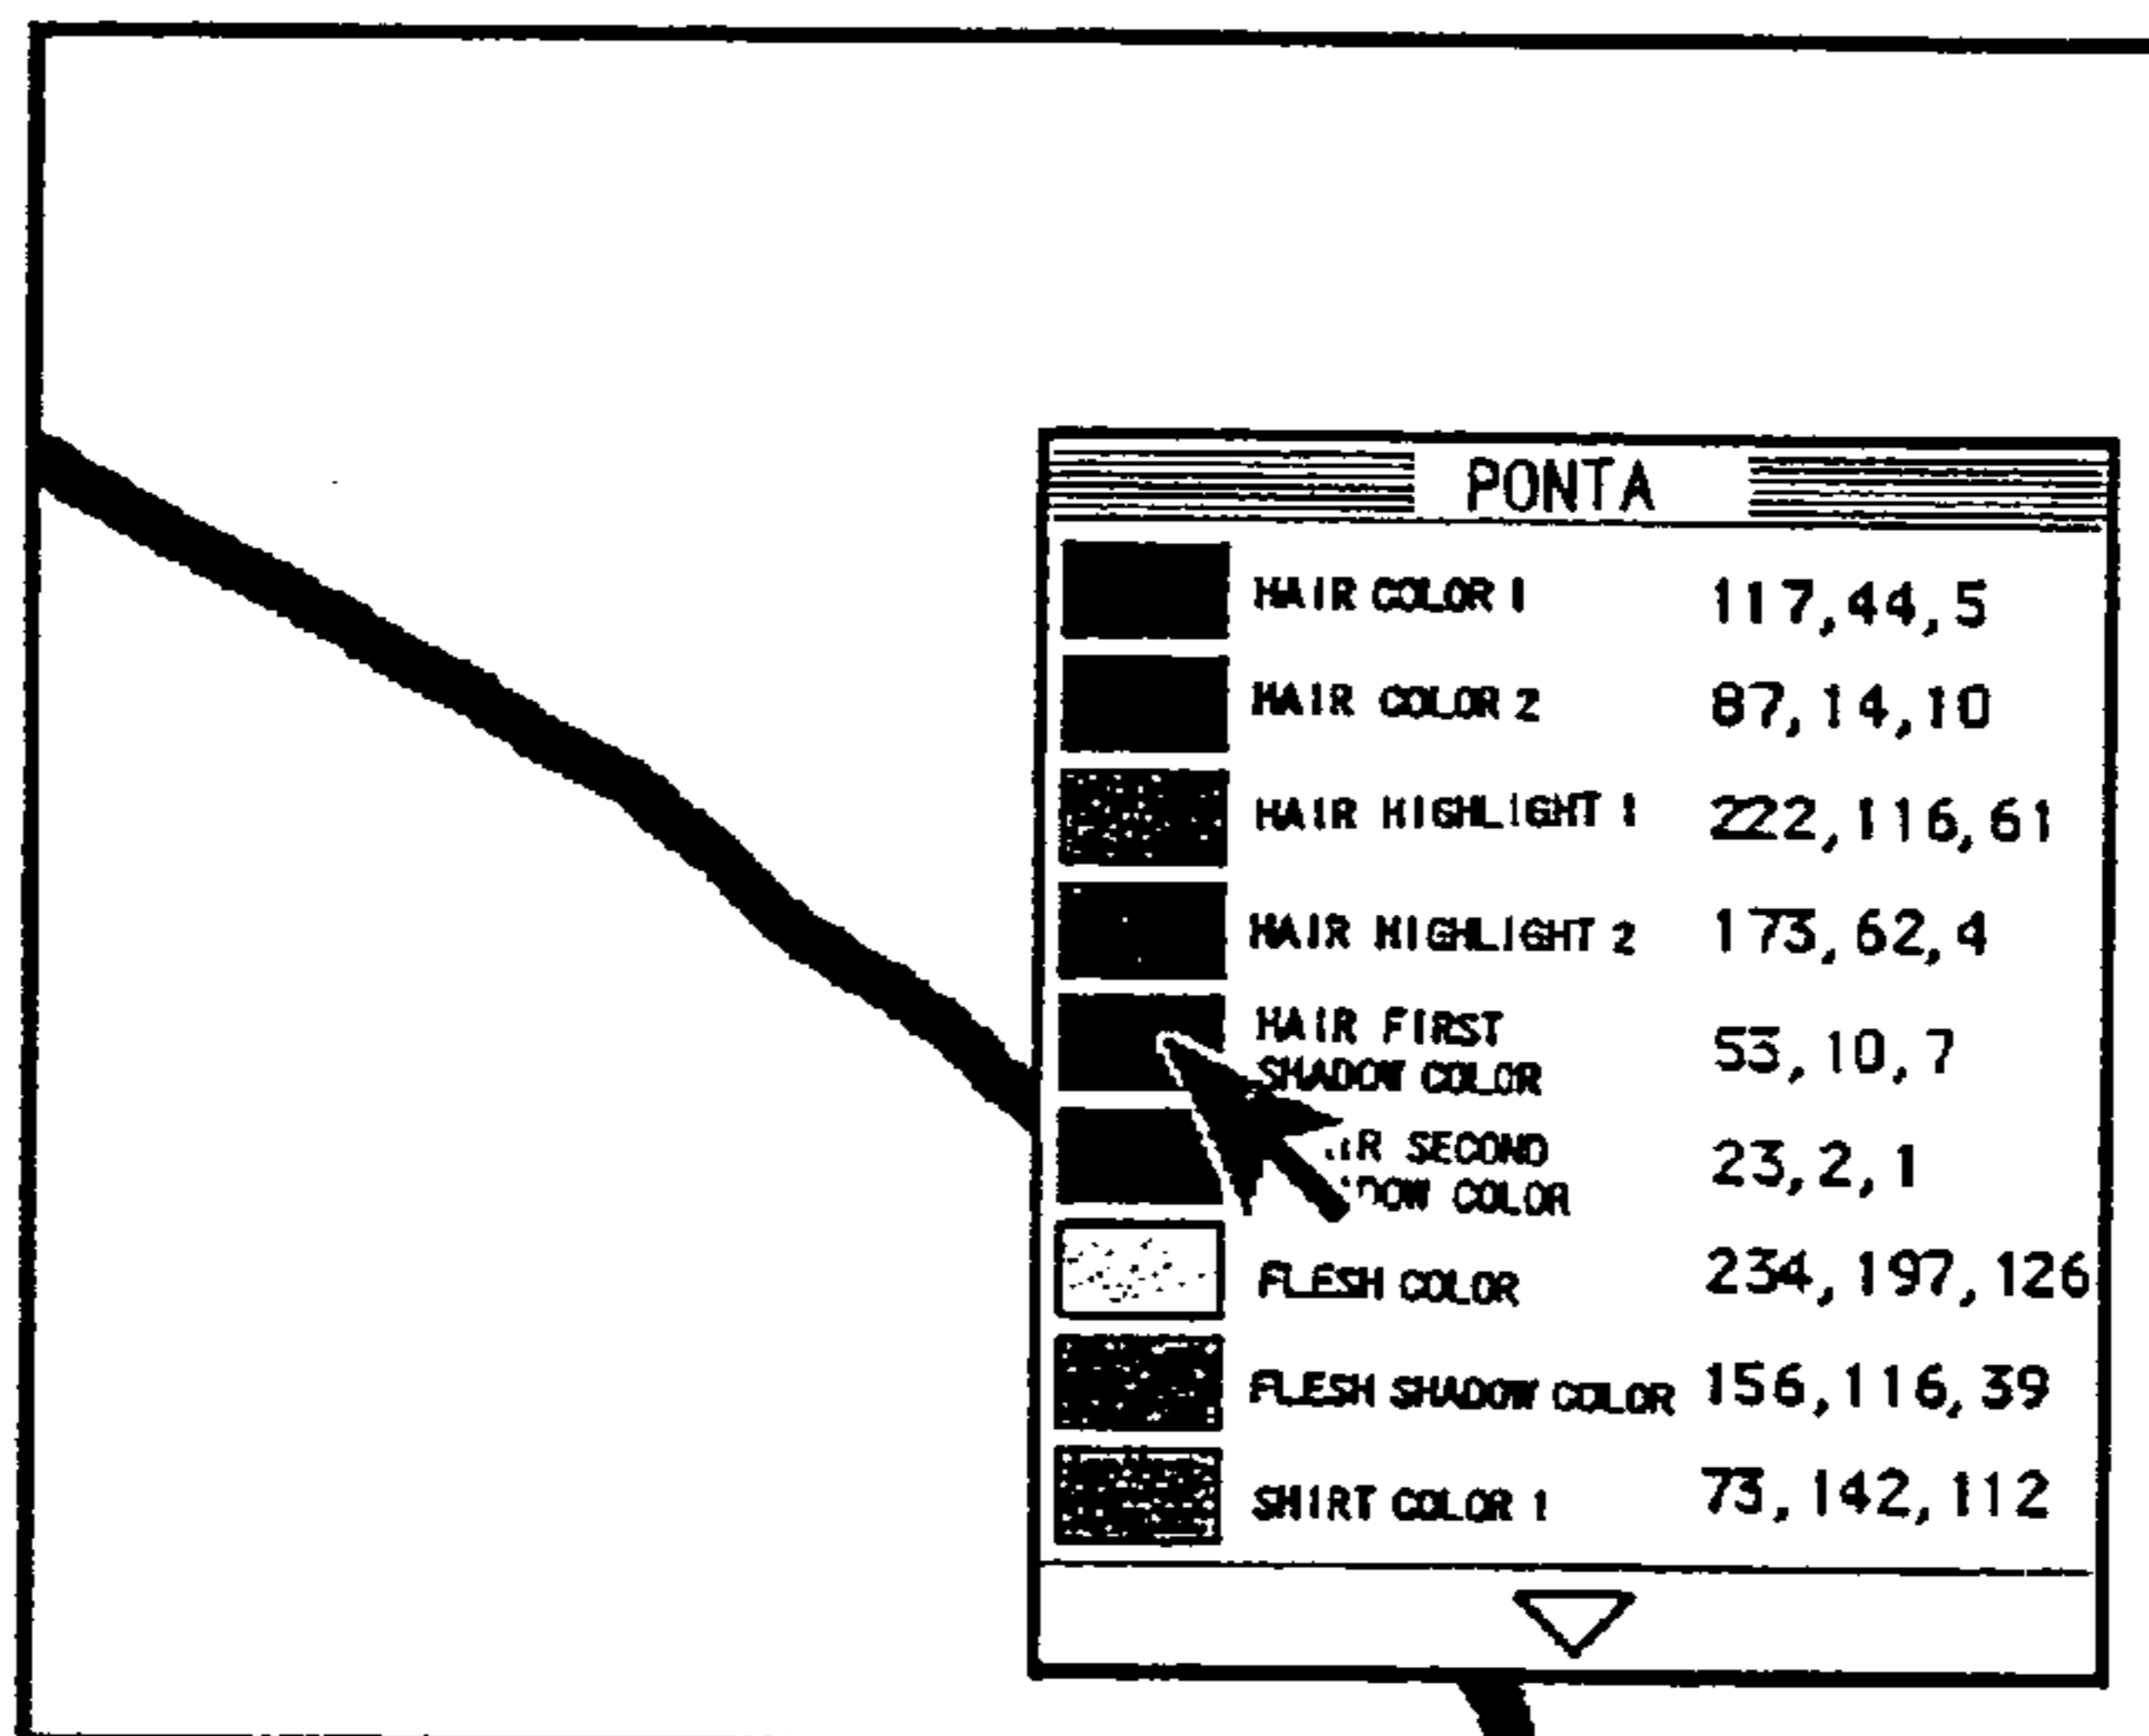 PONTA
HAIR COLOR 1 117,44,5
HAIR COLOR 2 87,14,10
HAIR HIGHLIGHT 1 222,116,61
HAIR HIGHLIGHT 2 173,62,4
HAIR FIRST
SHADOW COLOR 53,10,7
SECOND
COLOR 23,2,1
FLESH COLOR 234,197,126
FLESH SHADOW COLOR 156,116,39
SHIRT COLOR 1 73,142,112